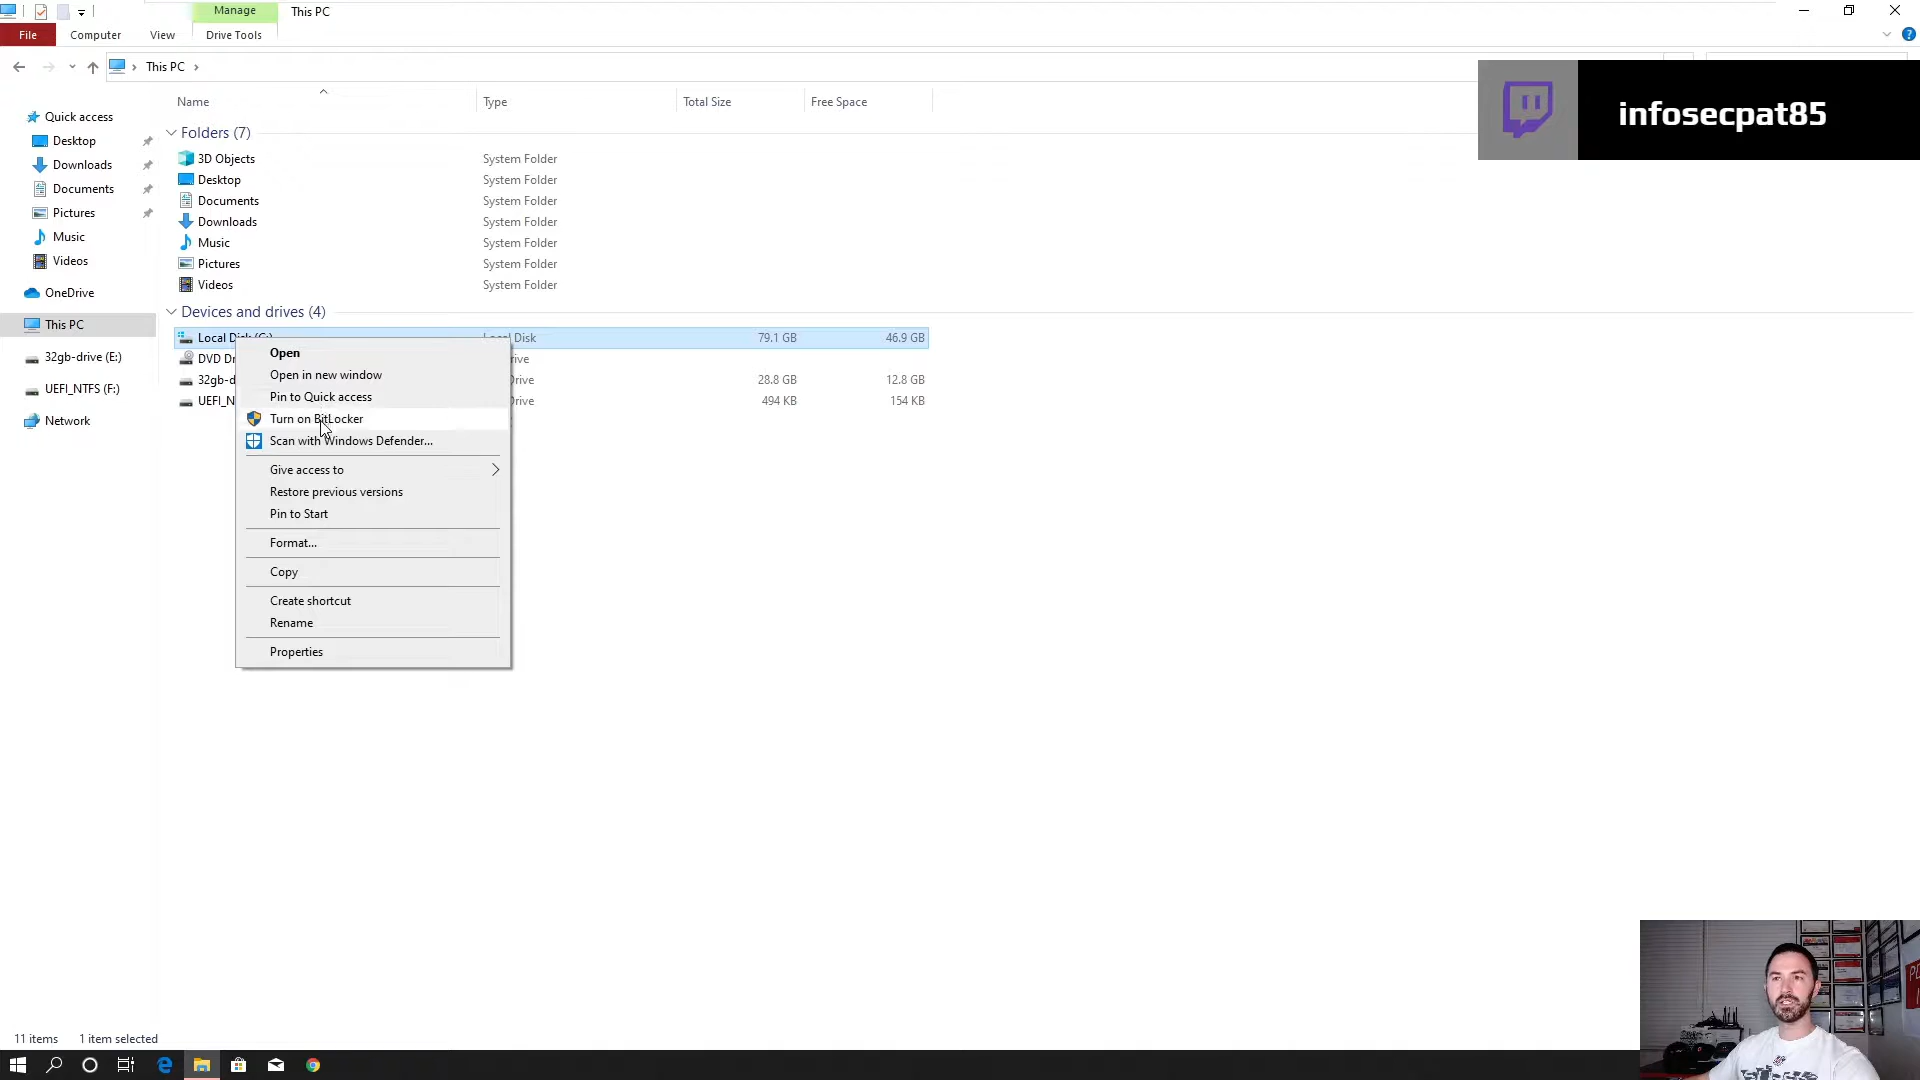 Manage
This PC
File
Computer
View
Drive Tools
This PC
infosecpat85
Name
Type
Total Size
Free Space
Quick access
Desktop
Downloads
Documents
Pictures
Music
Videos
OneDrive
This PC
32gb-drive (E:)
UEFI_NTFS (F:)
Network
Folders (7)
3D Objects System Folder
Desktop System Folder
Documents System Folder
Downloads System Folder
Music System Folder
Pictures System Folder
Videos System Folder
Devices and drives (4)
Local Disk (C:) Local Disk 79.1 GB 46.9 GB
DVD
28.8 GB 12.8 GB
494 KB 154 KB
Open
Open in new window
Pin to Quick access
Turn on BitLocker
Scan with Windows Defender...
Give access to
Restore previous versions
Pin to Start
Format...
Copy
Create shortcut
Rename
Properties
11 items 1 item selected